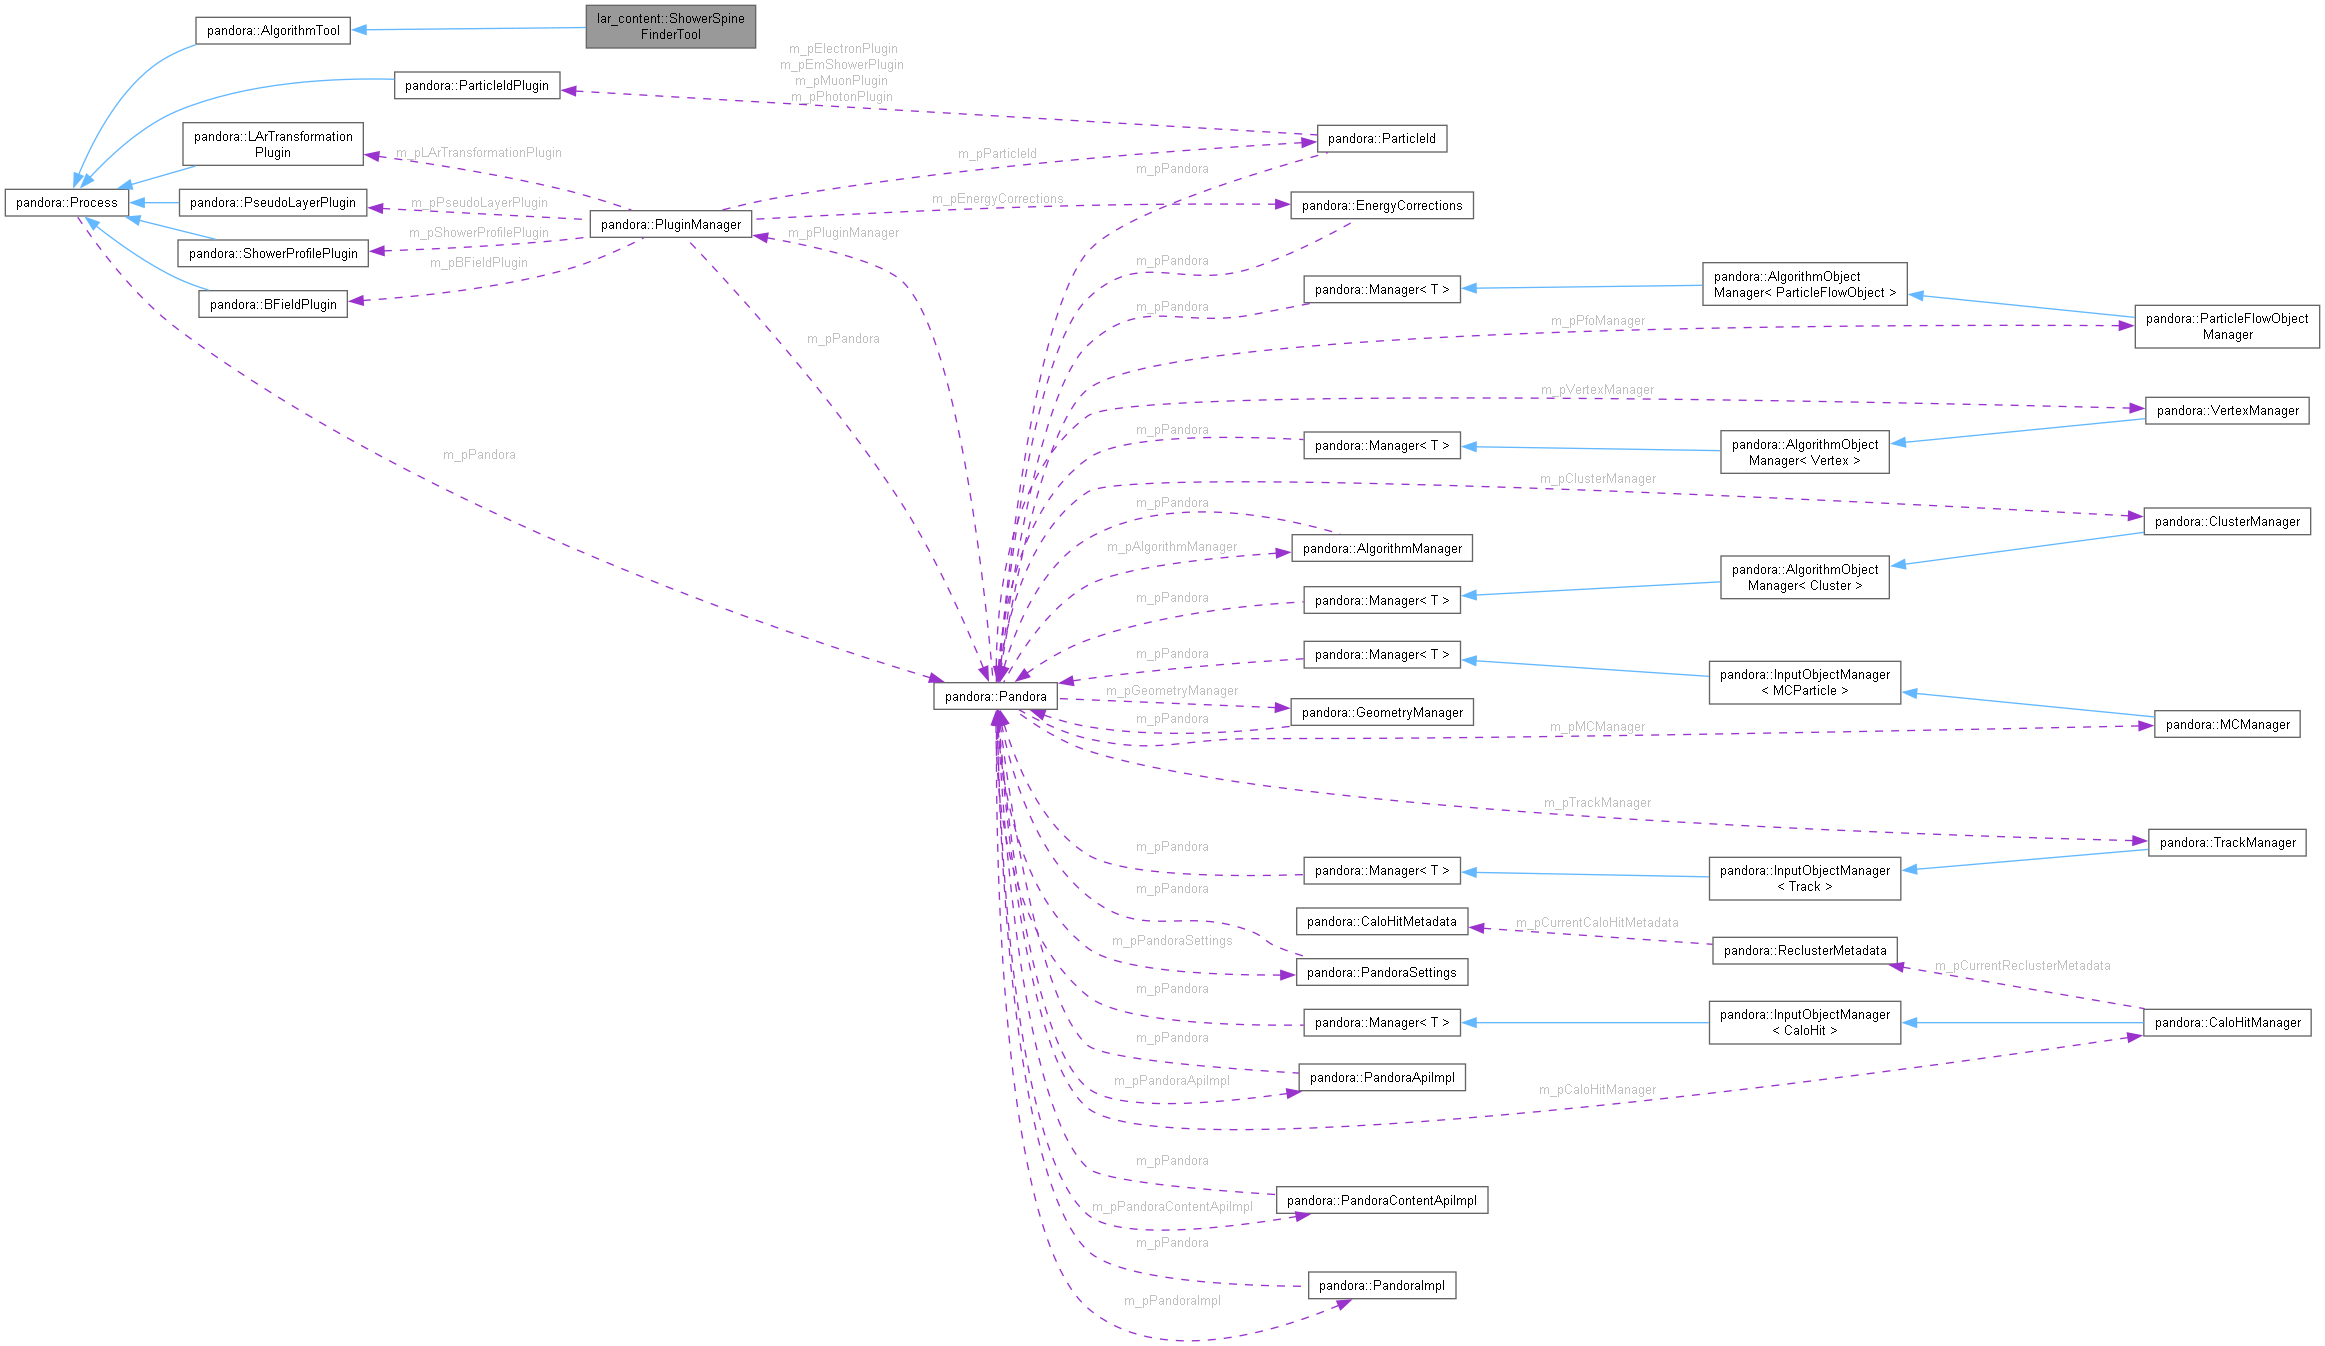 lar_content::ShowerSpine
FinderTool
pandora::AlgorithmTool
m_pElectronPlugin
m_pEmShowerPlugin
m_pMuonPlugin
m_pPhotonPlugin
pandora::ParticleIdPlugin
pandora::LArTransformation
Plugin
pandora::ParticleId
m_pLArTransformationPlugin
m_pParticleId
m_pPandora
pandora::Process
pandora::PseudoLayerPlugin
m_pPseudoLayerPlugin
m_pEnergyCorrections
pandora::EnergyCorrections
pandora::PluginManager
m_pShowerProfilePlugin
m_pPluginManager
pandora::ShowerProfilePlugin
m_pBFieldPlugin
m_pPandora
pandora::BFieldPlugin
pandora::Manager< T >
pandora::AlgorithmObject
Manager< ParticleFlowObject >
m_pPandora
m_pPfoManager
pandora::ParticleFlowObject
Manager
m_pPandora
m_pVertexManager
pandora::VertexManager
m_pPandora
pandora::Manager< T >
pandora::AlgorithmObject
Manager< Vertex >
m_pPandora
m_pClusterManager
m_pPandora
pandora::ClusterManager
m_pAlgorithmManager
pandora::AlgorithmManager
pandora::AlgorithmObject
Manager< Cluster >
m_pPandora
pandora::Manager< T >
m_pPandora
pandora::Manager< T >
pandora::InputObjectManager
< MCParticle >
pandora::Pandora
m_pGeometryManager
m_pPandora
pandora::GeometryManager
m_pMCManager
pandora::MCManager
m_pTrackManager
pandora::TrackManager
m_pPandora
pandora::Manager< T >
pandora::InputObjectManager
< Track >
m_pPandora
pandora::CaloHitMetadata
m_pCurrentCaloHitMetadata
pandora::ReclusterMetadata
m_pPandoraSettings
pandora::PandoraSettings
m_pCurrentReclusterMetadata
m_pPandora
pandora::Manager< T >
pandora::InputObjectManager
< CaloHit >
pandora::CaloHitManager
m_pPandora
m_pPandoraApiImpl
pandora::PandoraApiImpl
m_pCaloHitManager
m_pPandora
m_pPandoraContentApiImpl
pandora::PandoraContentApiImpl
m_pPandora
pandora::PandoraImpl
m_pPandoraImpl